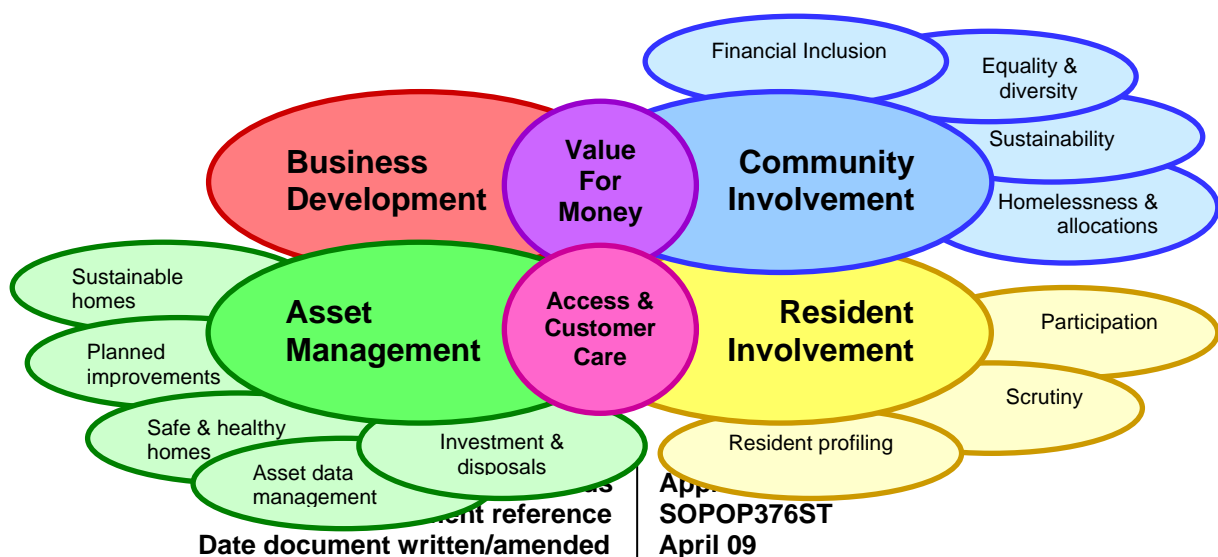 Financial Inclusion
Equality &
diversity
Sustainability
Homelessness &
allocations
Business
Development
Value
For
Money
Community
Involvement
Sustainable
homes
Planned
improvements
Safe & healthy
homes
Asset data
management
Investment &
disposals
Asset
Management
Access &
Customer
Care
Resident
Involvement
Participation
Scrutiny
Resident profiling
reference
SOPOP376ST
Date document written/amended
April 09